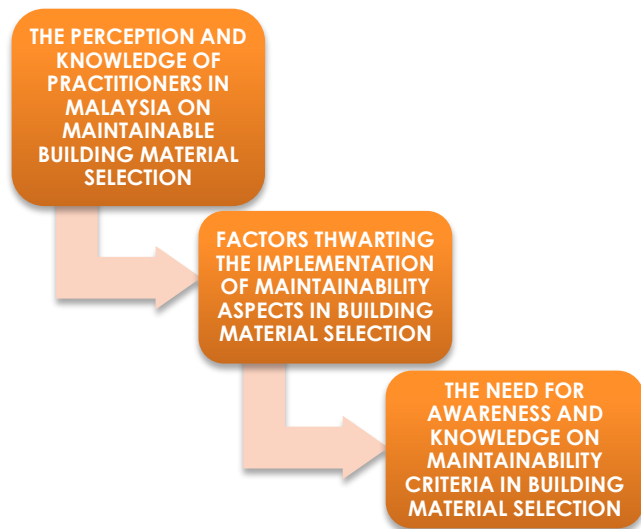 THE PERCEPTION AND
KNOWLEDGE OF
PRACTITIONERS IN
MALAYSIA ON
MAINTAINABLE
BUILDING MATERIAL
SELECTION
FACTORS THWARTING
THE IMPLEMENTATION
OF MAINTAINABILITY
ASPECTS IN BUILDING
MATERIAL SELECTION
THE NEED FOR
AWARENESS AND
KNOWLEDGE ON
MAINTAINABILITY
CRITERIA IN BUILDING
MATERIAL SELECTION